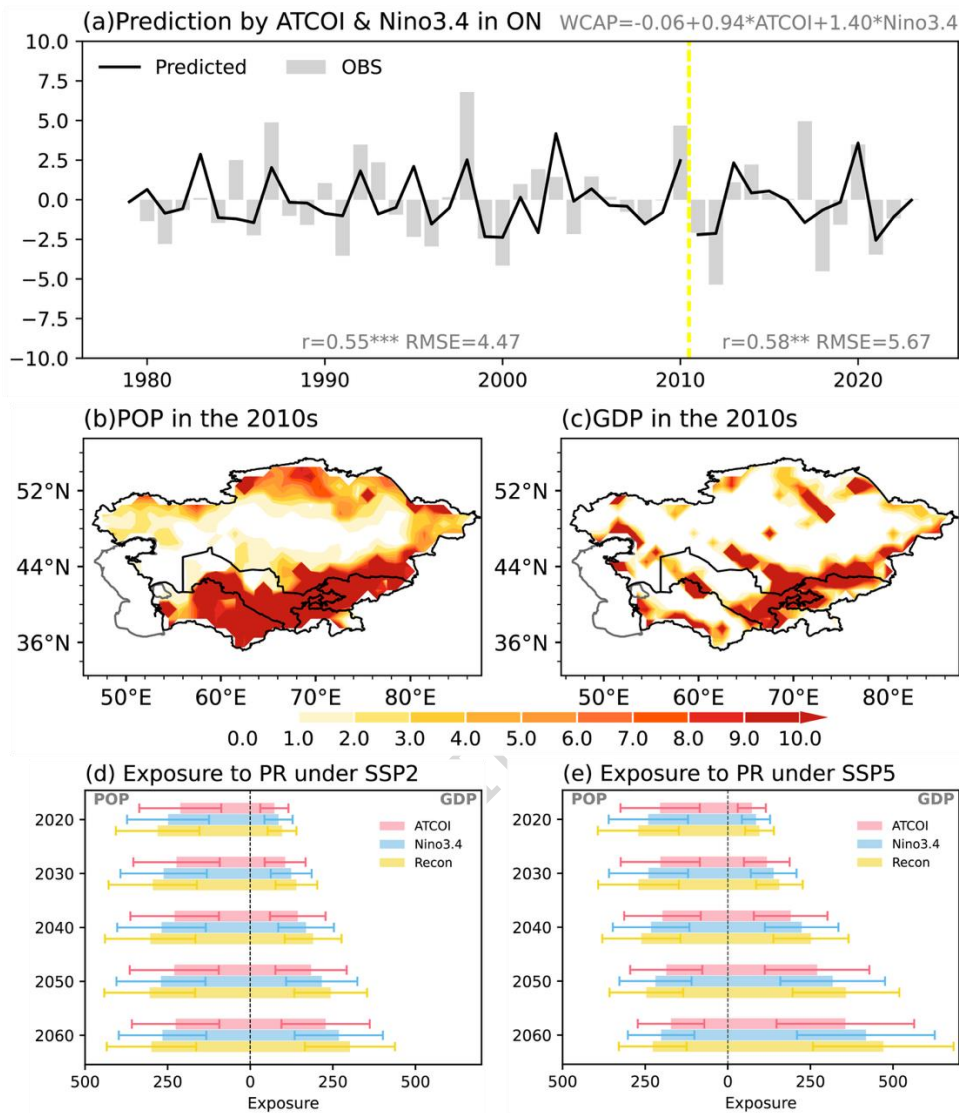 (a)Prediction by ATCOI & Nino3.4 in ON WCAP=-0.06+0.94*ATCOI+1.40*Nino3.4
10.0
7.5
5.0
2.5
0.0
−2.5
−5.0
−7.5
−10.0
Predicted OBS
r=0.55*** RMSE=4.47 r=0.58** RMSE=5.67
1980 1990 2000 2010 2020
(b)POP in the 2010s (c)GDP in the 2010s
52°N 52°N
44°N 44°N
36°N 36°N
50°E 60°E 70°E 80°E 50°E 60°E 70°E 80°E
0.0 1.0 2.0 3.0 4.0 5.0 6.0 7.0 8.0 9.0 10.0
(d) Exposure to PR under SSP2 (e) Exposure to PR under SSP5
POP GDP POP GDP
ATCOI ATCOI
Nino3.4 Nino3.4
Recon Recon
2020 2020
2030 2030
2040 2040
2050 2050
2060 2060
500 250 0 250 500 500 250 0 250 500
Exposure Exposure